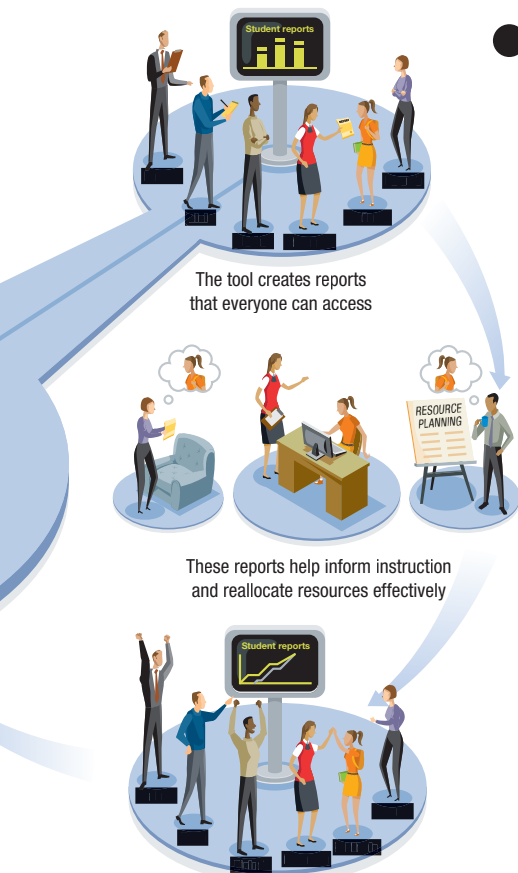 Student reports
The tool creates reports
that everyone can access
RESOURCE
PLANNING
These reports help inform instruction
and reallocate resources effectively
Student reports